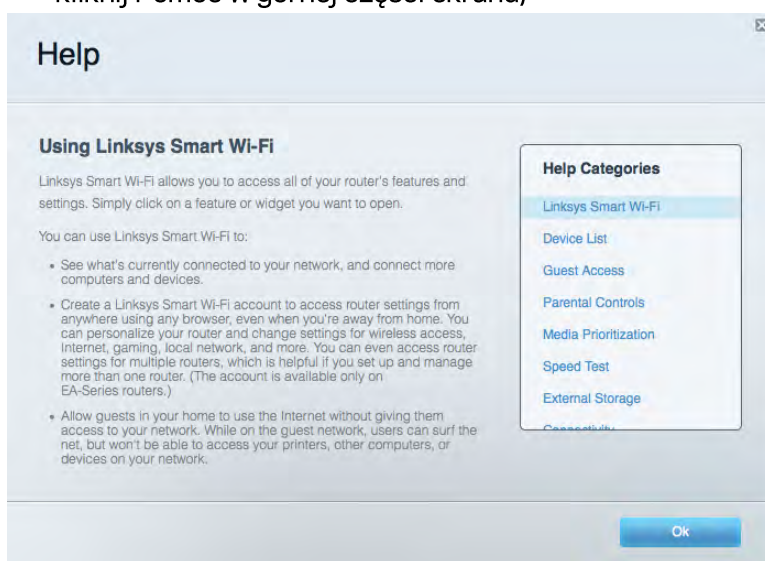 Kliknij Pomoc w górnej części ekranu)
Help
Using Linksys Smart Wi-Fi
Linksys Smart Wi-Fi allows you to access all of your router's features and
settings. Simply click on a feature or widget you want to open.
You can use Linksys Smart Wi-Fi to:
• See what's currently connected to your network, and connect more
computers and devices.
• Create a Linksys Smart Wi-Fi account to access router settings from
anywhere using any browser, even when you're away from home. You
can personalize your router and change settings for wireless access,
Internet, gaming, local network, and more. You can even access router
settings for multiple routers, which is helpful if you set up and manage
more than one router. (The account is available only on
EA-Series routers.)
• Allow guests in your home to use the Internet without giving them
access to your network. While on the guest network, users can surf the
net, but won't be able to access your printers, other computers, or
devices on your network.
Help Categories
Linksys Smart Wi-Fi
Device List
Guest Access
Parental Controls
Media Prioritization
Speed Test
External Storage
Connectivity
Ok